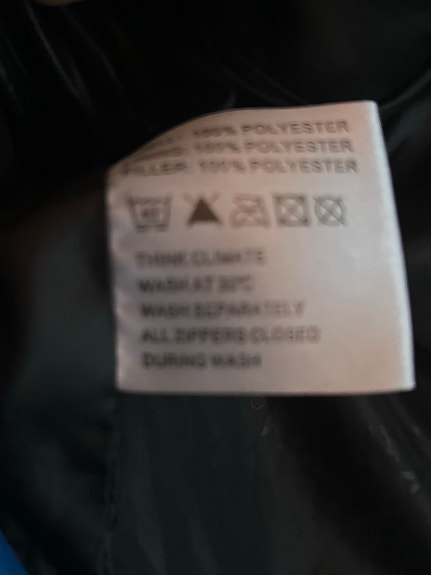 100% POLYESTER
100% POLYESTER
FILLER: 100% POLYESTER
THINK CLIMATE
WASH AT 30°C
WASH SEPARATELY
ALL ZIPPERS CLOSED
DURING WASH